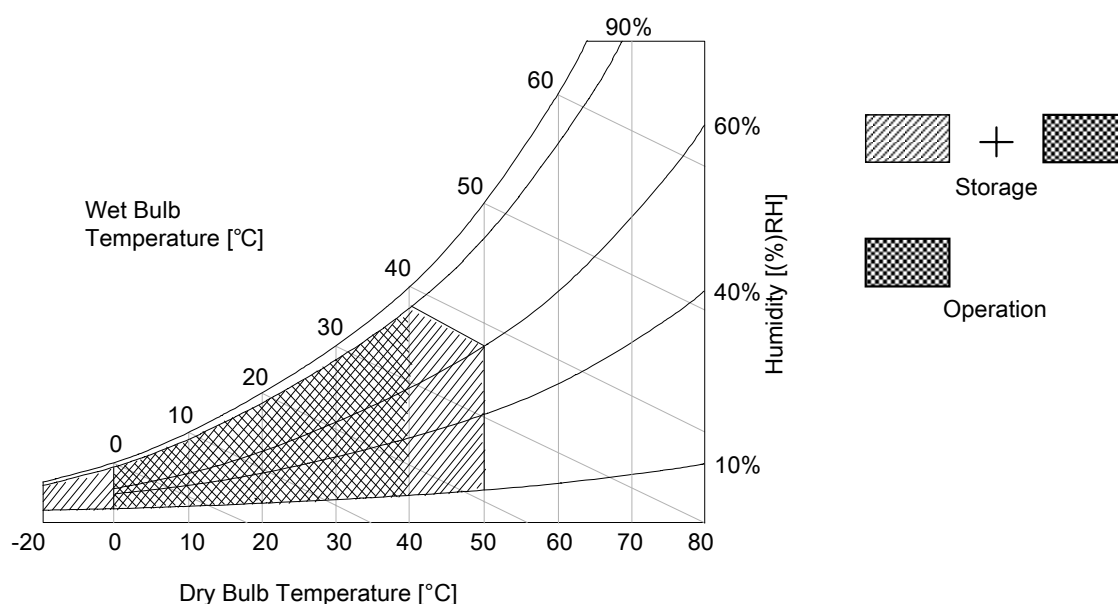 90%
60
60%
50
Wet Bulb
Temperature [°C]
40
30
20
10
0
Humidity [(%)RH]
40%
10%
-20 0 10 20 30 40 50 60 70 80
Dry Bulb Temperature [°C]
+
Storage
Operation